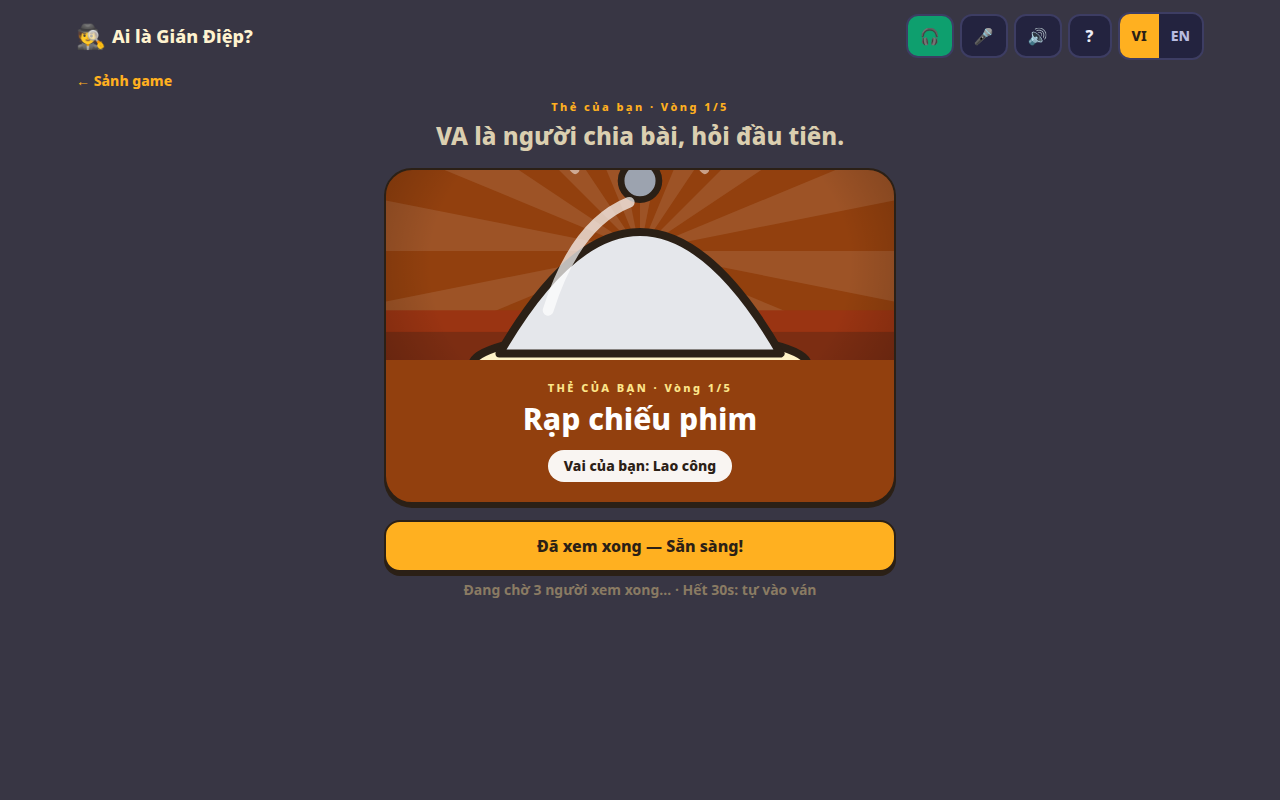 Ai là Gián Điệp?
?
VI
EN
← Sảnh game
Thẻ của bạn · Vòng 1/5
VA là người chia bài, hỏi đầu tiên.
THẺ CỦA BẠN · Vòng 1/5
Rạp chiếu phim
Vai của bạn: Lao công
Đã xem xong — Sẵn sàng!
Đang chờ 3 người xem xong... · Hết 30s: tự vào ván